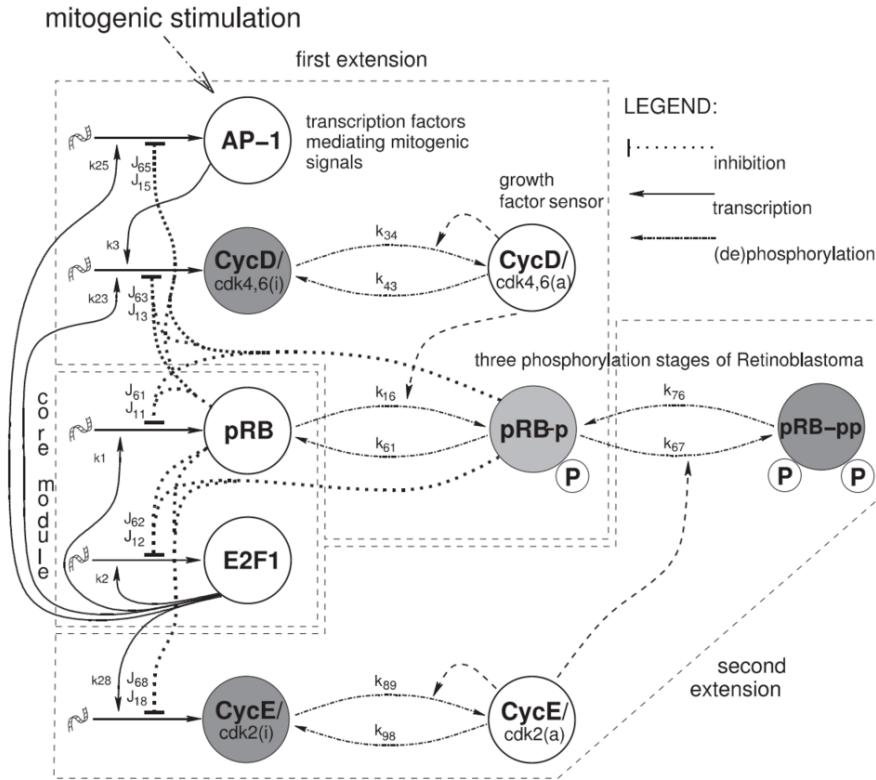 mitogenic stimulation
first extension
AP-1
transcription factors
mediating mitogenic
signals
LEGEND:
inhibition
transcription
(de)phosphorylation
k25
J65
J15
growth
factor sensor
k3
k23
CycD/
cdk4,6(i)
k34
k43
CycD/
cdk4,6(a)
J63
J13
three phosphorylation stages of Retinoblastoma
core module
J61
J11
k1
pRB
k16
k61
pRB-p
P
k76
k67
pRB-pp
P
P
J62
J12
k2
E2F1
k28
J68
J18
CycE/
cdk2(i)
k89
k98
CycE/
cdk2(a)
second
extension